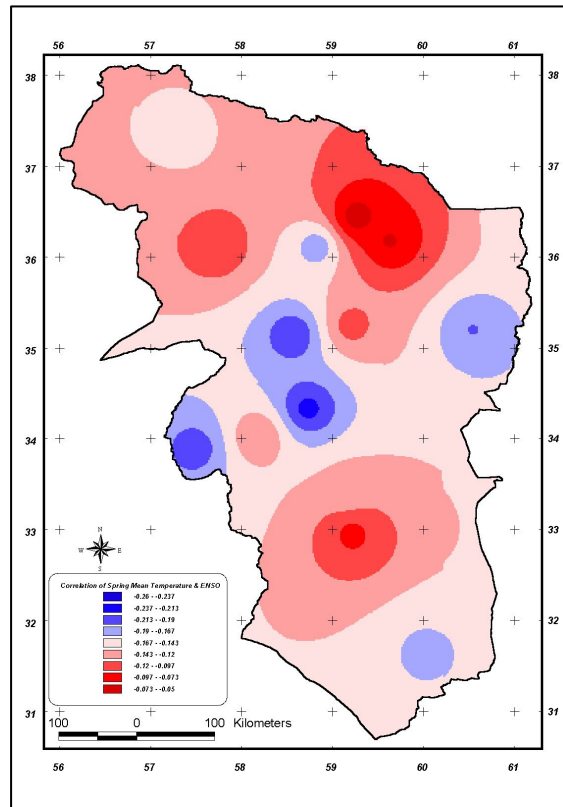 56 57 58 59 60 61
38 38
37 37
36 36
35 35
34 34
33 33
N
W E
S
Correlation of Spring Mean Temperature & ENSO
-0.26 - -0.237
-0.237 - -0.213
-0.213 - -0.19
-0.19 - -0.167
-0.167 - -0.143
-0.143 - -0.12
-0.12 - -0.097
-0.097 - -0.073
-0.073 - -0.05
32 32
31 31
100 0 100 Kilometers
56 57 58 59 60 61